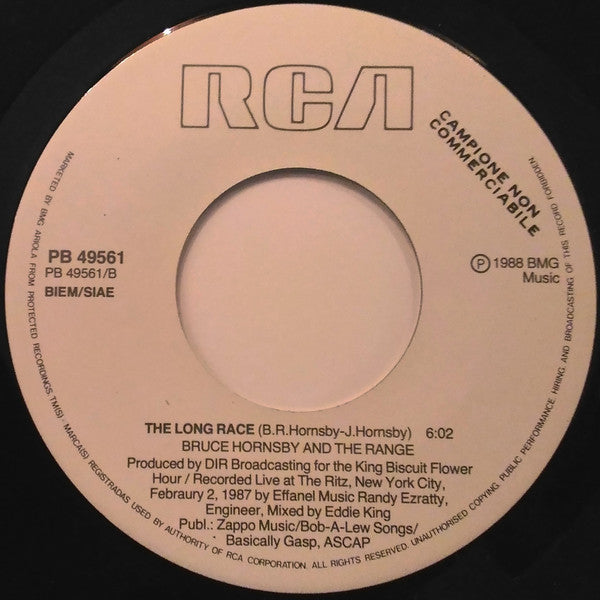 RCA
CAMPIONE NON
COMMERCIABILE
PB 49561
PB 49561/B
BIEM/SIAE
Ⓟ 1988 BMG
Music
THE LONG RACE (B.R.Hornsby-J.Hornsby) 6:02
BRUCE HORNSBY AND THE RANGE
Produced by DIR Broadcasting for the King Biscuit Flower
Hour / Recorded Live at The Ritz, New York City,
Febraury 2, 1987 by Effanel Music Randy Ezratty,
Engineer, Mixed by Eddie King
Publ.: Zappo Music/Bob-A-Lew Songs/
Basically Gasp, ASCAP
MARKETED BY BMG ARIOLA FROM PROTECTED RECORDINGS TM(S) · MARCA(S) REGISTRADAS USED BY AUTHORITY OF RCA CORPORATION. ALL RIGHTS RESERVED. UNAUTHORISED COPYING, PUBLIC PERFORMANCE, HIRING AND BROADCASTING OF THIS RECORD FORBIDDEN